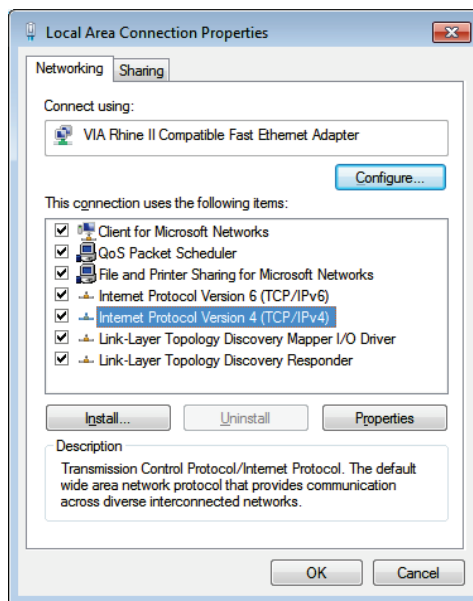 Local Area Connection Properties
Networking
Sharing
Connect using:
VIA Rhine II Compatible Fast Ethernet Adapter
Configure...
This connection uses the following items:
Client for Microsoft Networks
QoS Packet Scheduler
File and Printer Sharing for Microsoft Networks
Internet Protocol Version 6 (TCP/IPv6)
Internet Protocol Version 4 (TCP/IPv4)
Link-Layer Topology Discovery Mapper I/O Driver
Link-Layer Topology Discovery Responder
Install...
Uninstall
Properties
Description
Transmission Control Protocol/Internet Protocol. The default
wide area network protocol that provides communication
across diverse interconnected networks.
OK
Cancel